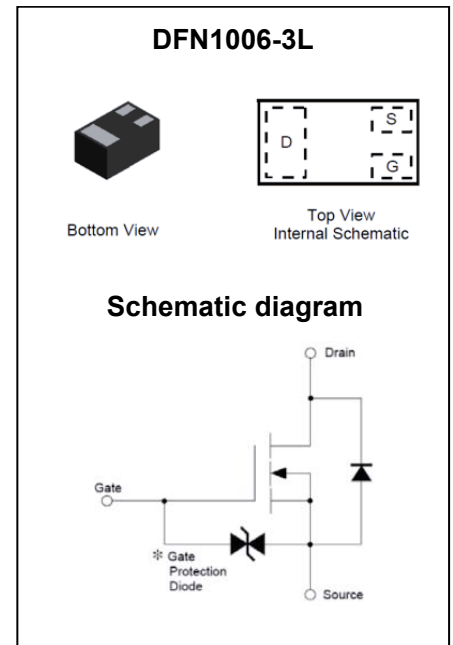 DFN1006-3L
D
S
G
Bottom View
Top View
Internal Schematic
Schematic diagram
Drain
Gate
* Gate
Protection
Diode
Source